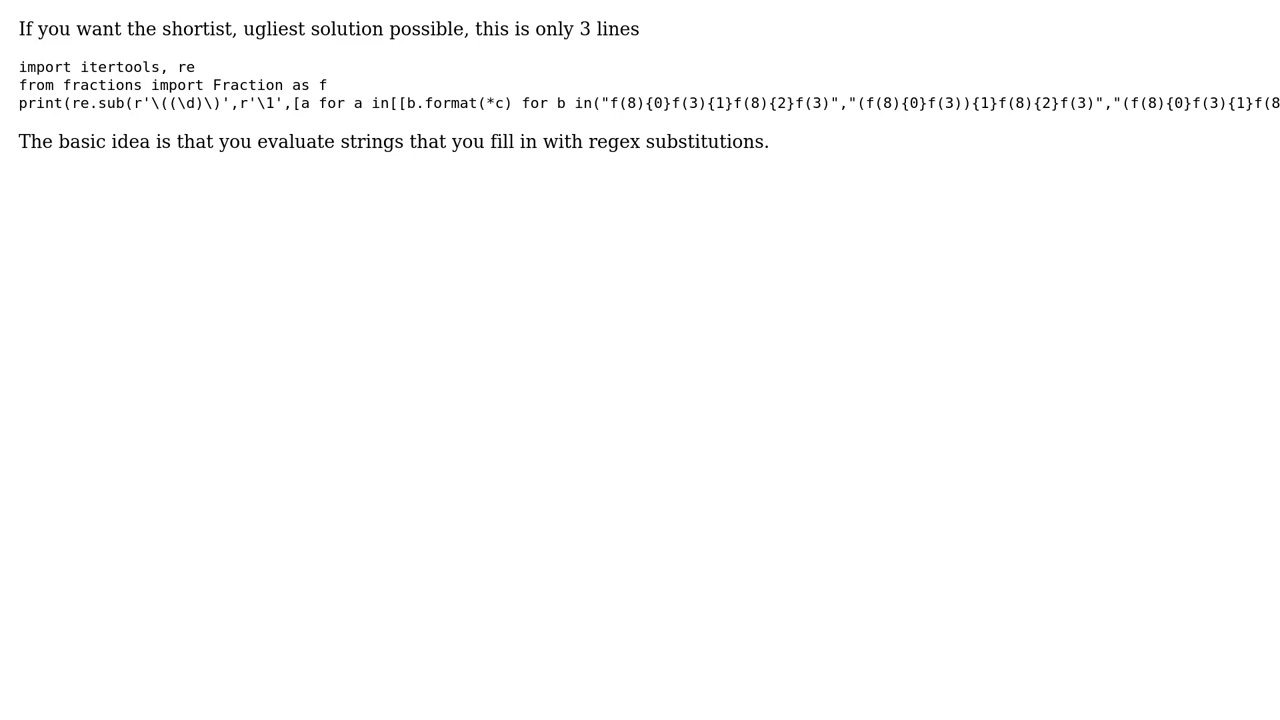 If you want the shortist, ugliest solution possible, this is only 3 lines
import itertools, re
from fractions import Fraction as f
print(re.sub(r'\((\d)\)',r'\1',[a for a in[[b.format(*c) for b in("f(8){0}f(3){1}f(8){2}f(3)","(f(8){0}f(3)){1}f(8){2}f(3)","(f(8){0}f(3){1}f(8
The basic idea is that you evaluate strings that you fill in with regex substitutions.